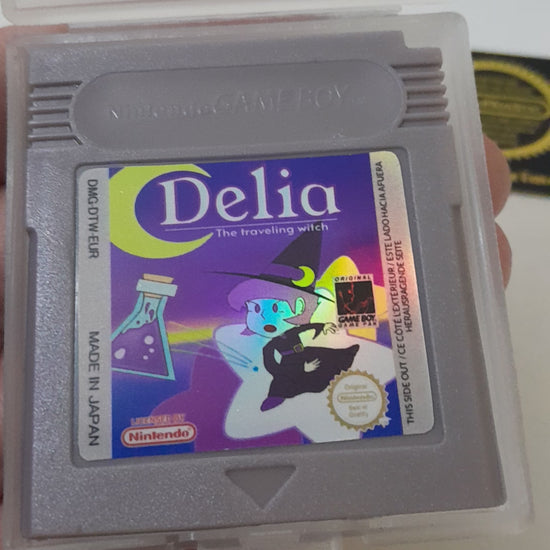 Nintendo GAME BOY
TM
Delia
The traveling witch
DMG-DTW-EUR
MADE IN JAPAN
ORIGINAL
GAME BOY
GAME PAK
LICENSED BY
Nintendo
Original
Nintendo
Seal of
Quality
THIS SIDE OUT / CE CÔTÉ L'EXTÉRIEUR / ESTE LADO HACIA AFUERA
HERAUSRAGENDE SEITE